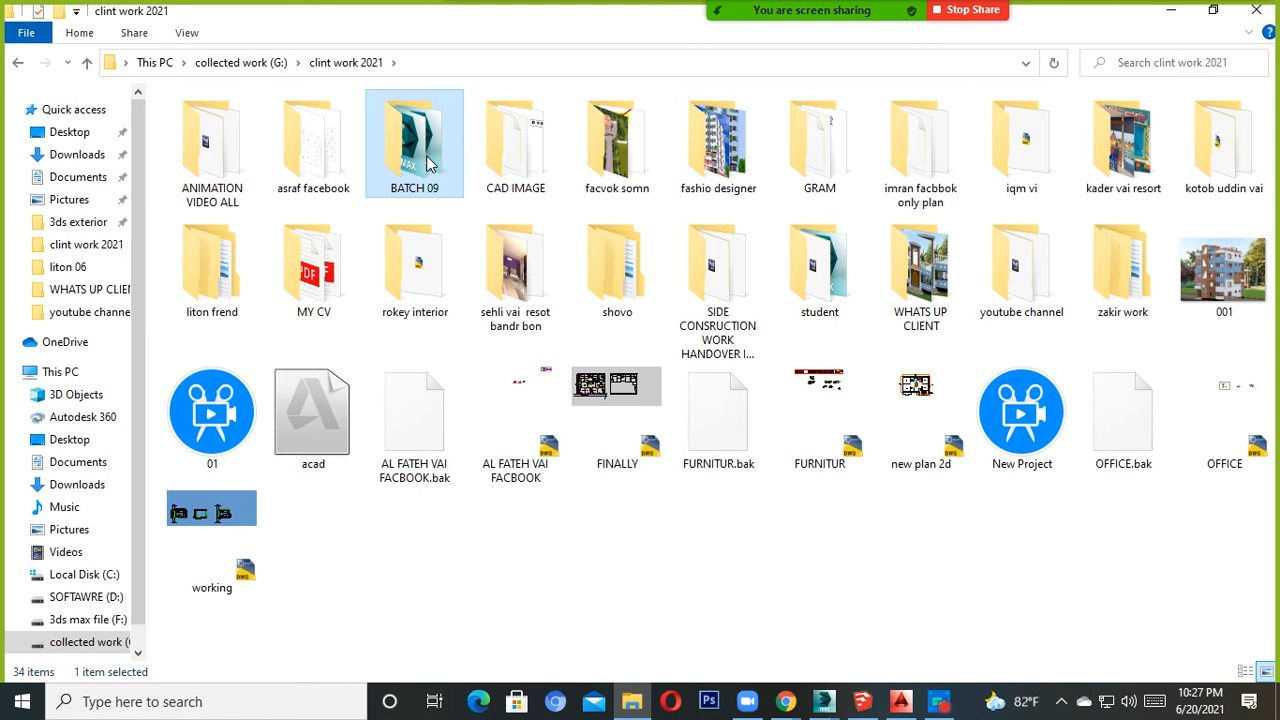 clint work 2021
You are screen sharing
Stop Share
File
Home
Share
View
This PC
collected work (G:)
clint work 2021
Search clint work 2021
Quick access
Desktop
Downloads
Documents
Pictures
3ds exterior
clint work 2021
liton 06
WHATS UP CLIEN
youtube channe
OneDrive
This PC
3D Objects
Autodesk 360
Desktop
Documents
Downloads
Music
Pictures
Videos
Local Disk (C:)
SOFTAWRE (D:)
3ds max file (F:)
collected work (
ANIMATION
VIDEO ALL
asraf facebook
BATCH 09
CAD IMAGE
facvok somn
fashio designer
GRAM
imran facbbok
only plan
iqm vi
kader vai resort
kotob uddin vai
liton frend
PDF
MY CV
rokey interior
sehli vai resot
bandr bon
shovo
SIDE
CONSRUCTION
WORK
HANDOVER I...
student
WHATS UP
CLIENT
youtube channel
zakir work
001
01
acad
AL FATEH VAI
FACBOOK.bak
AL FATEH VAI
FACBOOK
FINALLY
FURNITUR.bak
FURNITUR
new plan 2d
New Project
OFFICE.bak
OFFICE
working
DWG
34 items
1 item selected
Type here to search
Ps
82°F
10:27 PM
6/20/2021